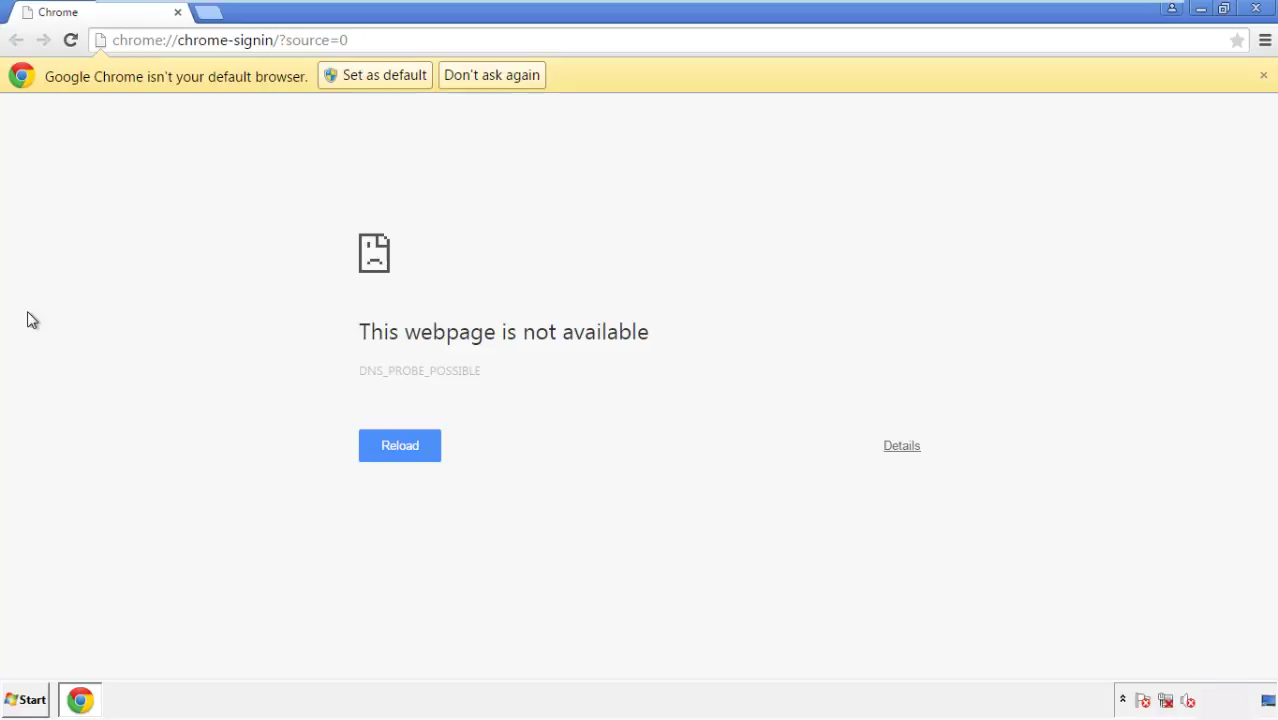 Chrome
chrome://chrome-signin/?source=0
Google Chrome isn't your default browser. Set as default Don't ask again
This webpage is not available
DNS_PROBE_POSSIBLE
Reload Details
Start